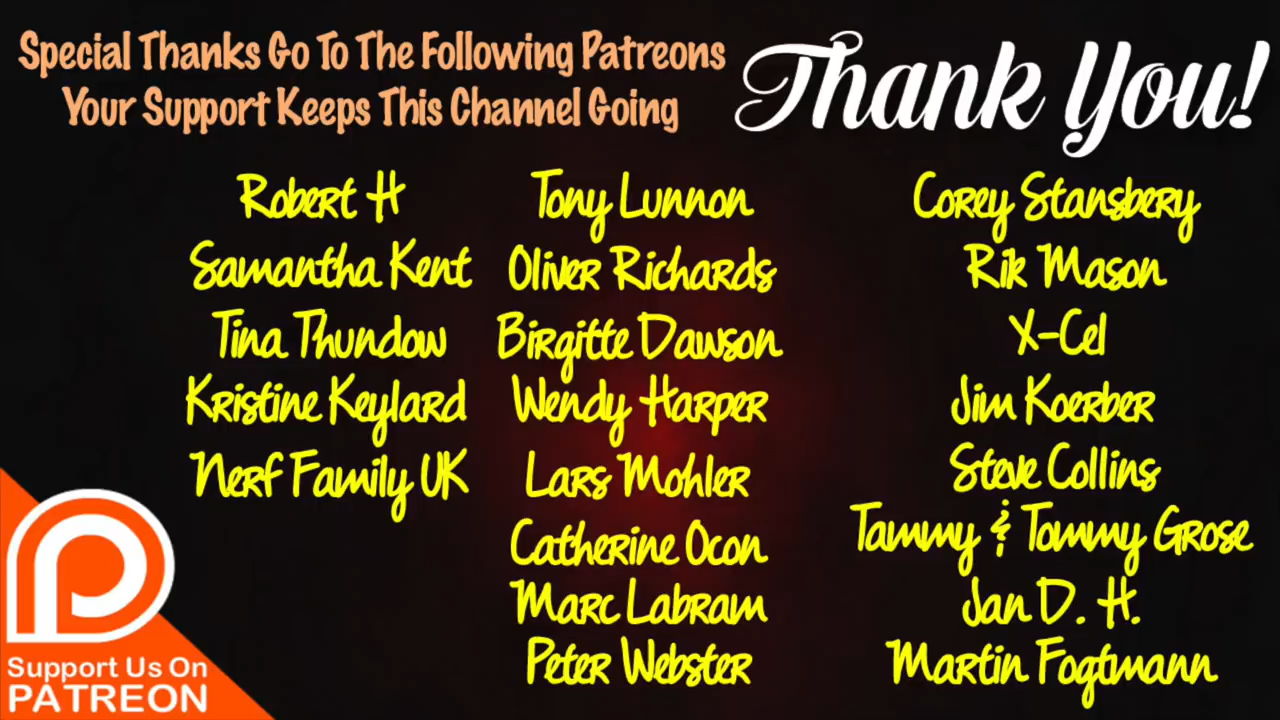 Special Thanks Go To The Following Patreons
Your Support Keeps This Channel Going
Thank You!
Robert H
Samantha Kent
Tina Thundow
Kristine Keylard
Nerf Family UK
Tony Lunnon
Oliver Richards
Birgitte Dawson
Wendy Harper
Lars Mohler
Catherine Ocon
Marc Labram
Peter Webster
Corey Stansbery
Rik Mason
X-Cel
Jim Koerber
Steve Collins
Tammy & Tommy Grose
Jan D. H.
Martin Fogtmann
Support Us On
PATREON